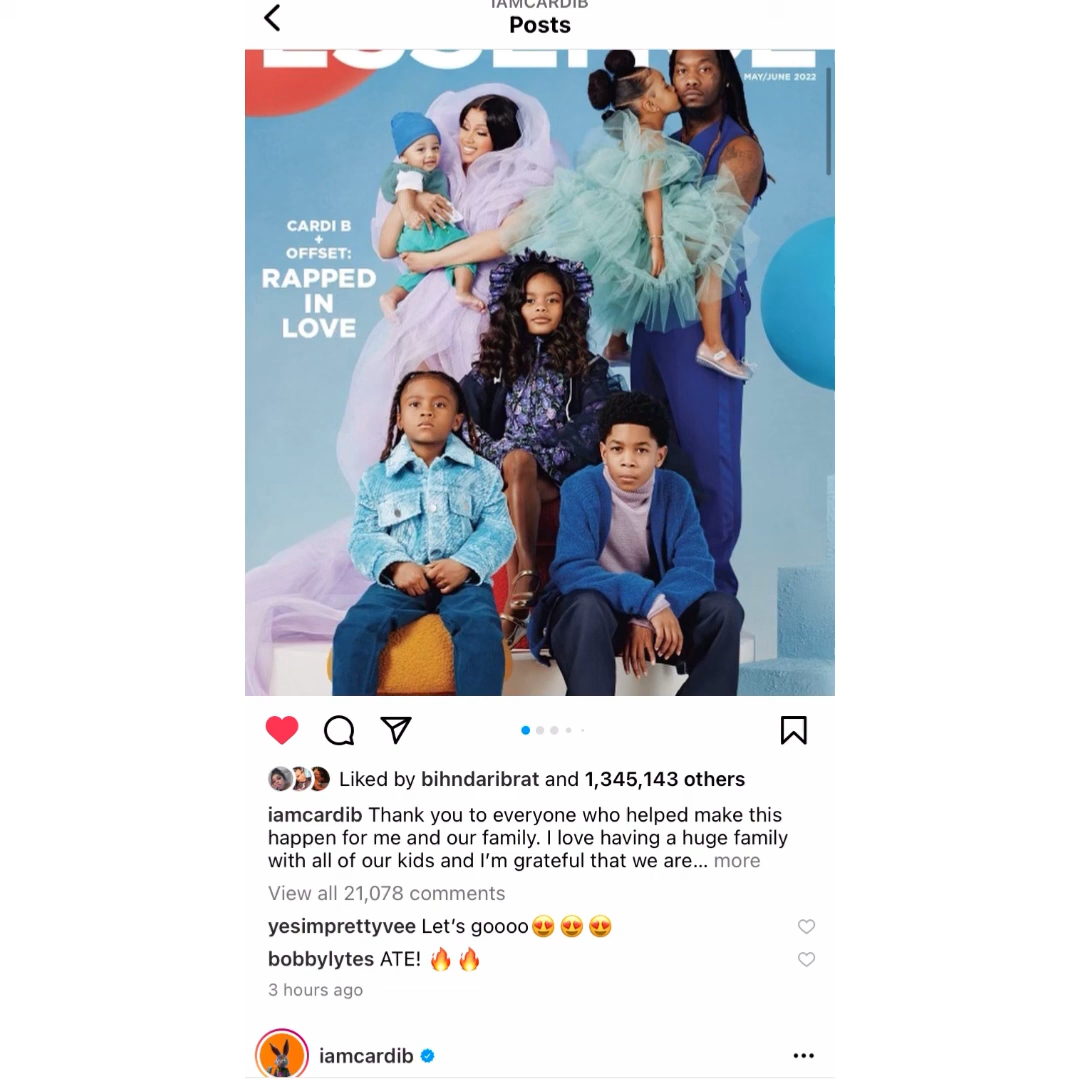 IAMCARDIB
Posts
ESSENCE
MAY/JUNE 2022
CARDI B
+
OFFSET:
RAPPED
IN
LOVE
Liked by bihndaribrat and 1,345,143 others
iamcardib Thank you to everyone who helped make this
happen for me and our family. I love having a huge family
with all of our kids and I’m grateful that we are... more
View all 21,078 comments
yesimprettyvee Let’s goooo😍😍😍
bobbylytes ATE! 🔥🔥
3 hours ago
iamcardib